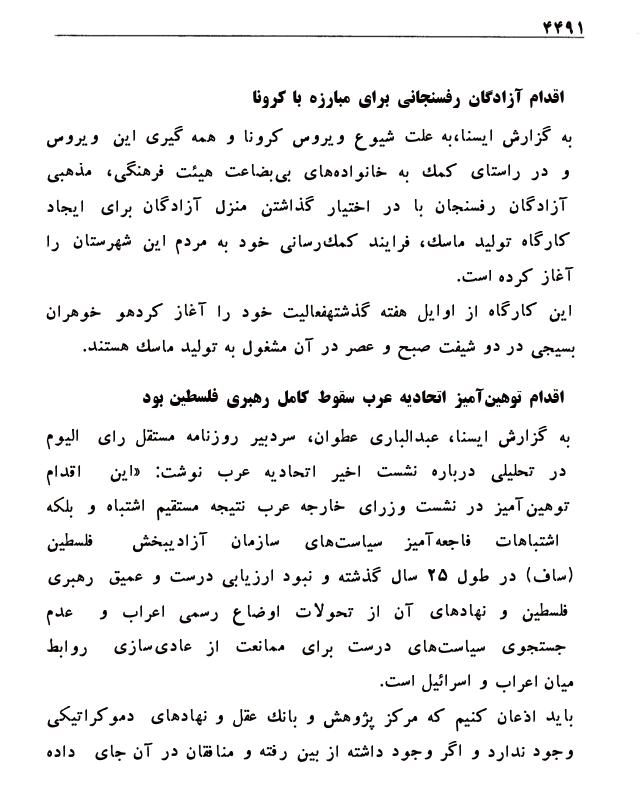 ۴۴۹۱
اقدام آزادگان رفسنجانی برای مبارزه با کرونا
به گزارش ایسنا،به علت شیوع ویروس کرونا و همه گیری این ویروس
و در راستای کمك به خانواده‌های بی‌بضاعت هیئت فرهنگی، مذهبی
آزادگان رفسنجان با در اختیار گذاشتن منزل آزادگان برای ایجاد
کارگاه تولید ماسك، فرایند کمك‌رسانی خود به مردم این شهرستان را
آغاز کرده است.
این کارگاه از اوایل هفته گذشتهفعالیت خود را آغاز کردهو خوهران
بسیجی در دو شیفت صبح و عصر در آن مشغول به تولید ماسك هستند.
اقدام توهین‌آمیز اتحادیه عرب سقوط کامل رهبری فلسطین بود
به گزارش ایسنا، عبدالباری عطوان، سردبیر روزنامه مستقل رای الیوم
در تحلیلی درباره نشست اخیر اتحادیه عرب نوشت: «این اقدام
توهین‌آمیز در نشست وزرای خارجه عرب نتیجه مستقیم اشتباه و بلکه
اشتباهات فاجعه‌آمیز سیاست‌های سازمان آزادیبخش فلسطین
(ساف) در طول ۲۵ سال گذشته و نبود ارزیابی درست و عمیق رهبری
فلسطین و نهادهای آن از تحولات اوضاع رسمی اعراب و عدم
جستجوی سیاست‌های درست برای ممانعت از عادی‌سازی روابط
میان اعراب و اسرائیل است.
باید اذعان کنیم که مرکز پژوهش و بانك عقل و نهادهای دموکراتیکی
وجود ندارد و اگر وجود داشته از بین رفته و منافقان در آن جای داده